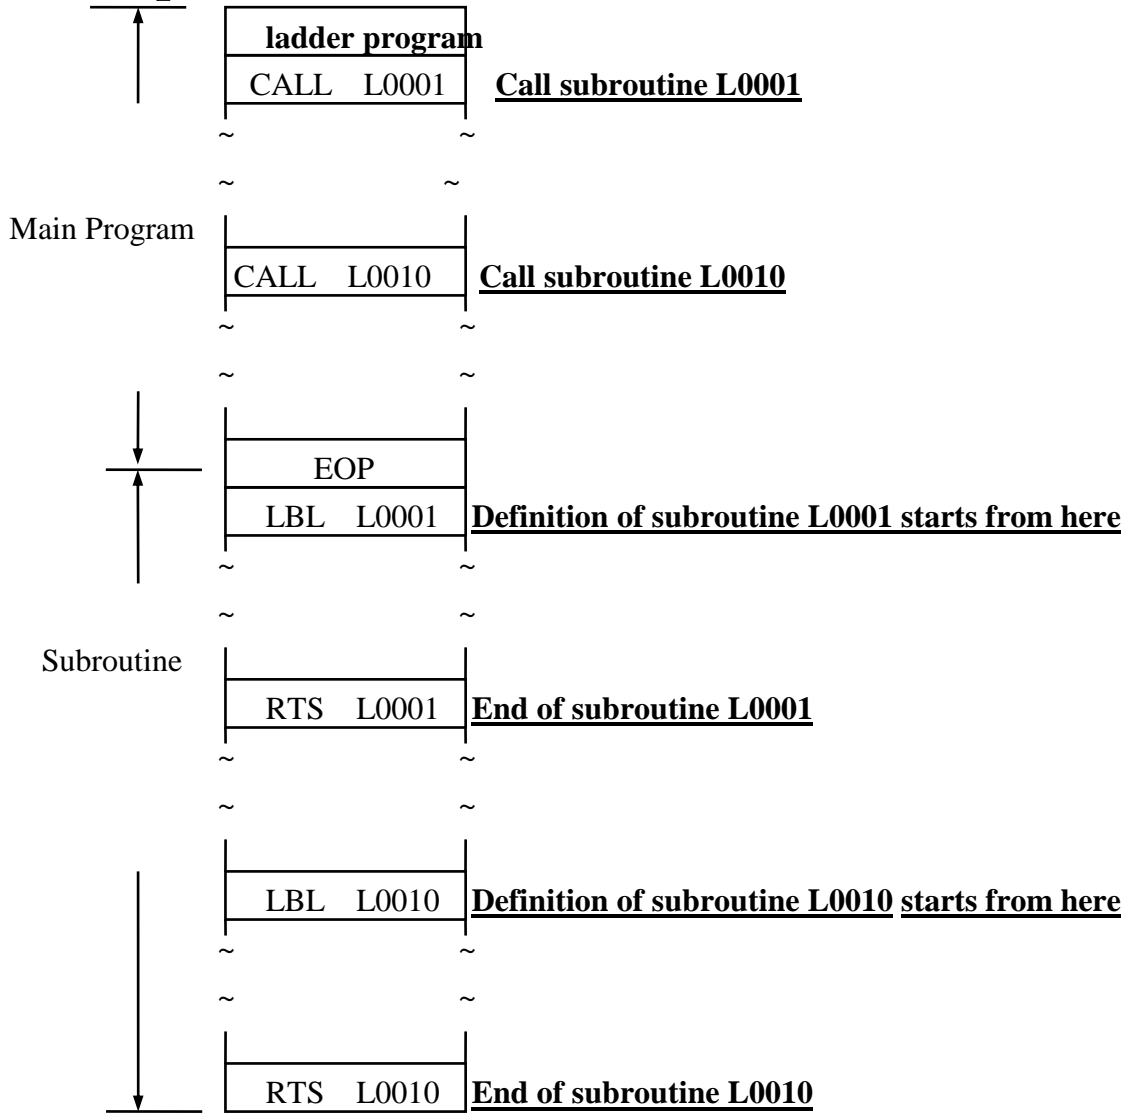 ladder program
CALL L0001 Call subroutine L0001
~ ~
~ ~
Main Program
CALL L0010 Call subroutine L0010
~ ~
~ ~
EOP
LBL L0001 Definition of subroutine L0001 starts from here
~ ~
~ ~
Subroutine
RTS L0001 End of subroutine L0001
~ ~
~ ~
LBL L0010 Definition of subroutine L0010 starts from here
~ ~
~ ~
RTS L0010 End of subroutine L0010